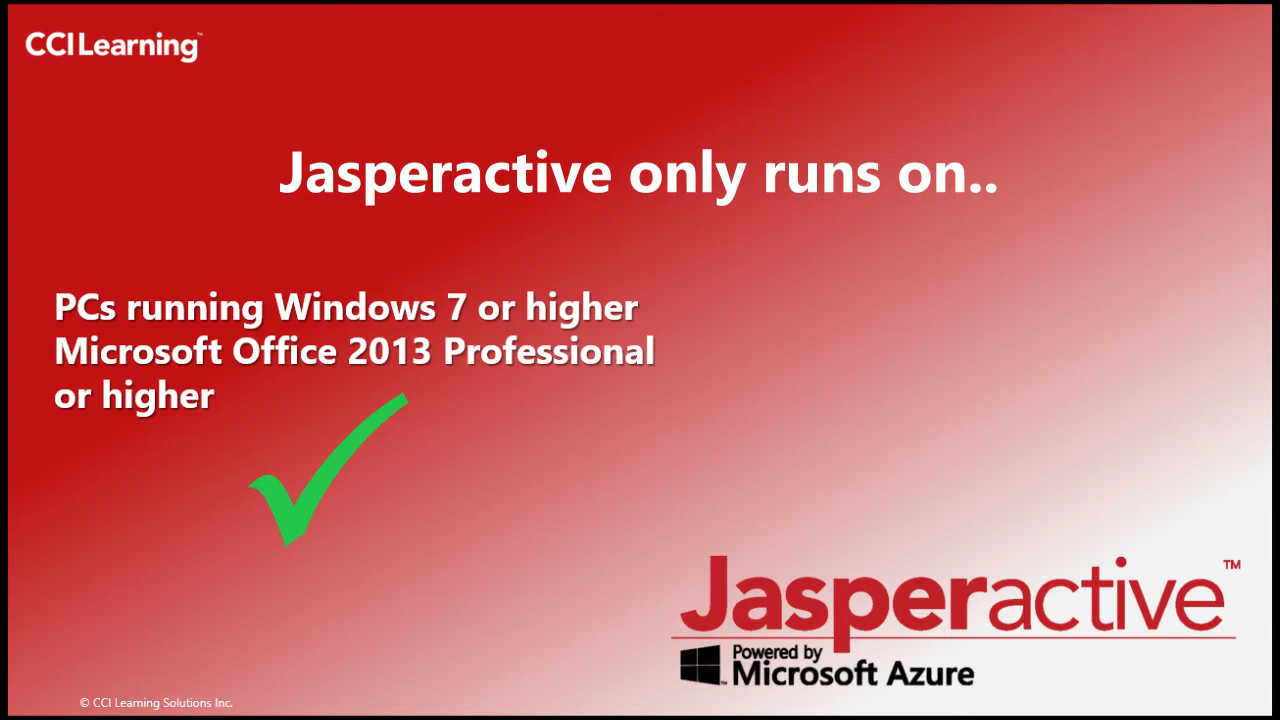 CCI Learning™
Jasperactive only runs on..
PCs running Windows 7 or higher
Microsoft Office 2013 Professional
or higher
Jasperactive™
Powered by
Microsoft Azure
© CCI Learning Solutions Inc.